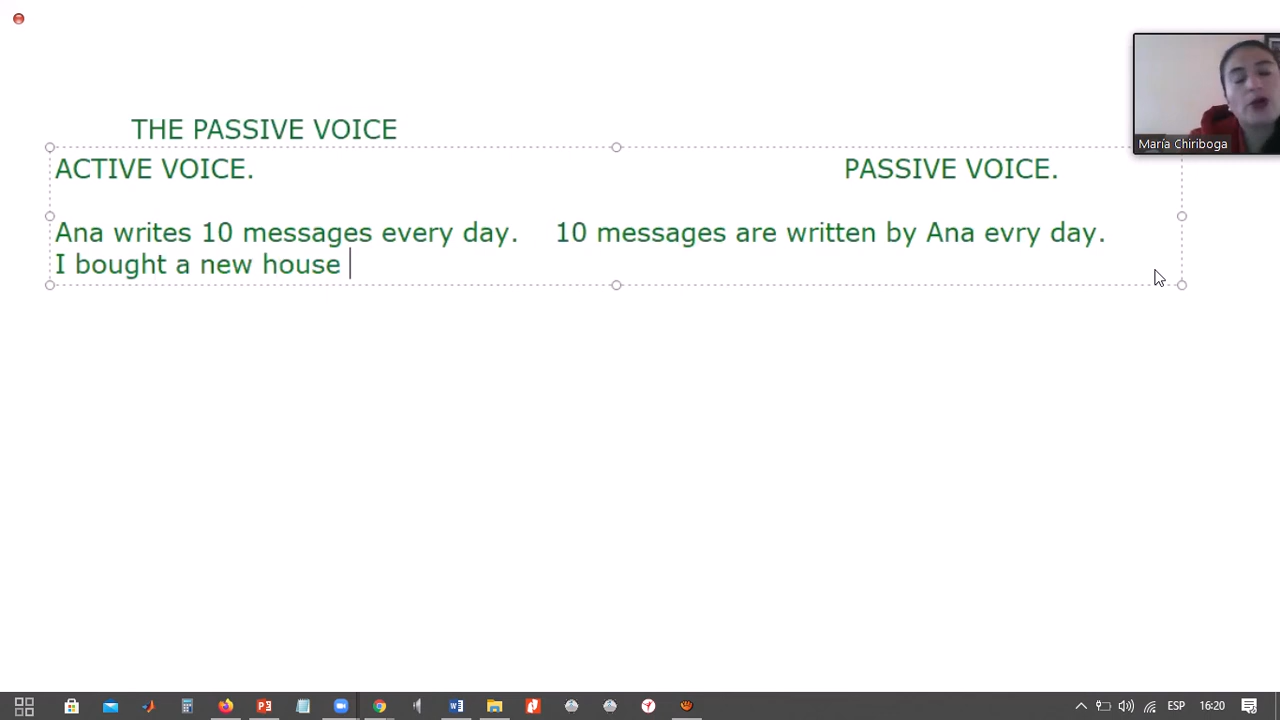 THE PASSIVE VOICE
ACTIVE VOICE. PASSIVE VOICE.
Ana writes 10 messages every day. 10 messages are written by Ana evry day.
I bought a new house
María Chiriboga
ESP 16:20